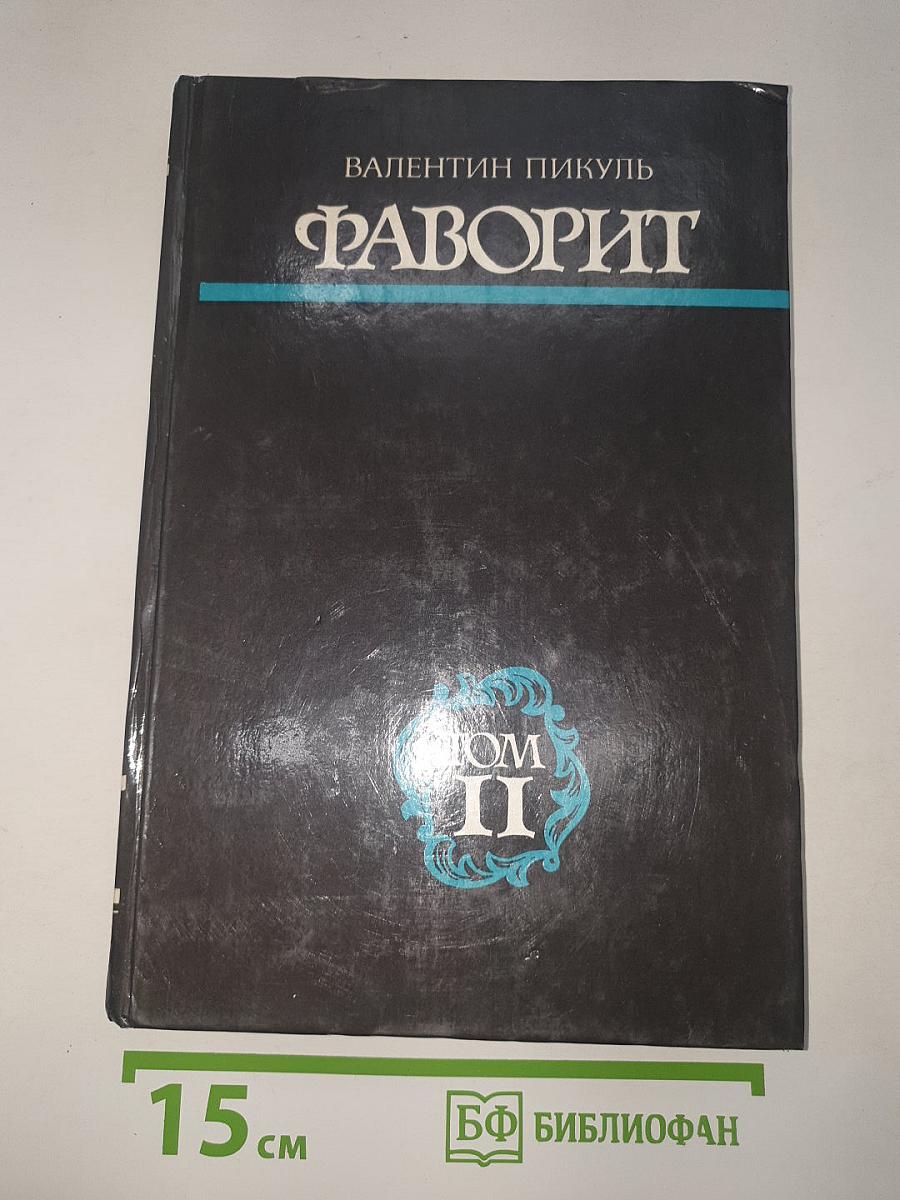 ВАЛЕНТИН ПИКУЛЬ
ФАВОРИТ
ТОМ
II
15 см
БФ БИБЛИОФАН